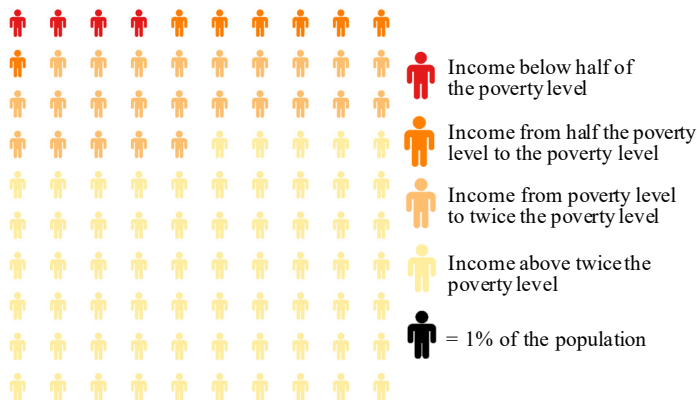 Income below half of
the poverty level
Income from half the poverty
level to the poverty level
Income from poverty level
to twice the poverty level
Income above twice the
poverty level
= 1% of the population